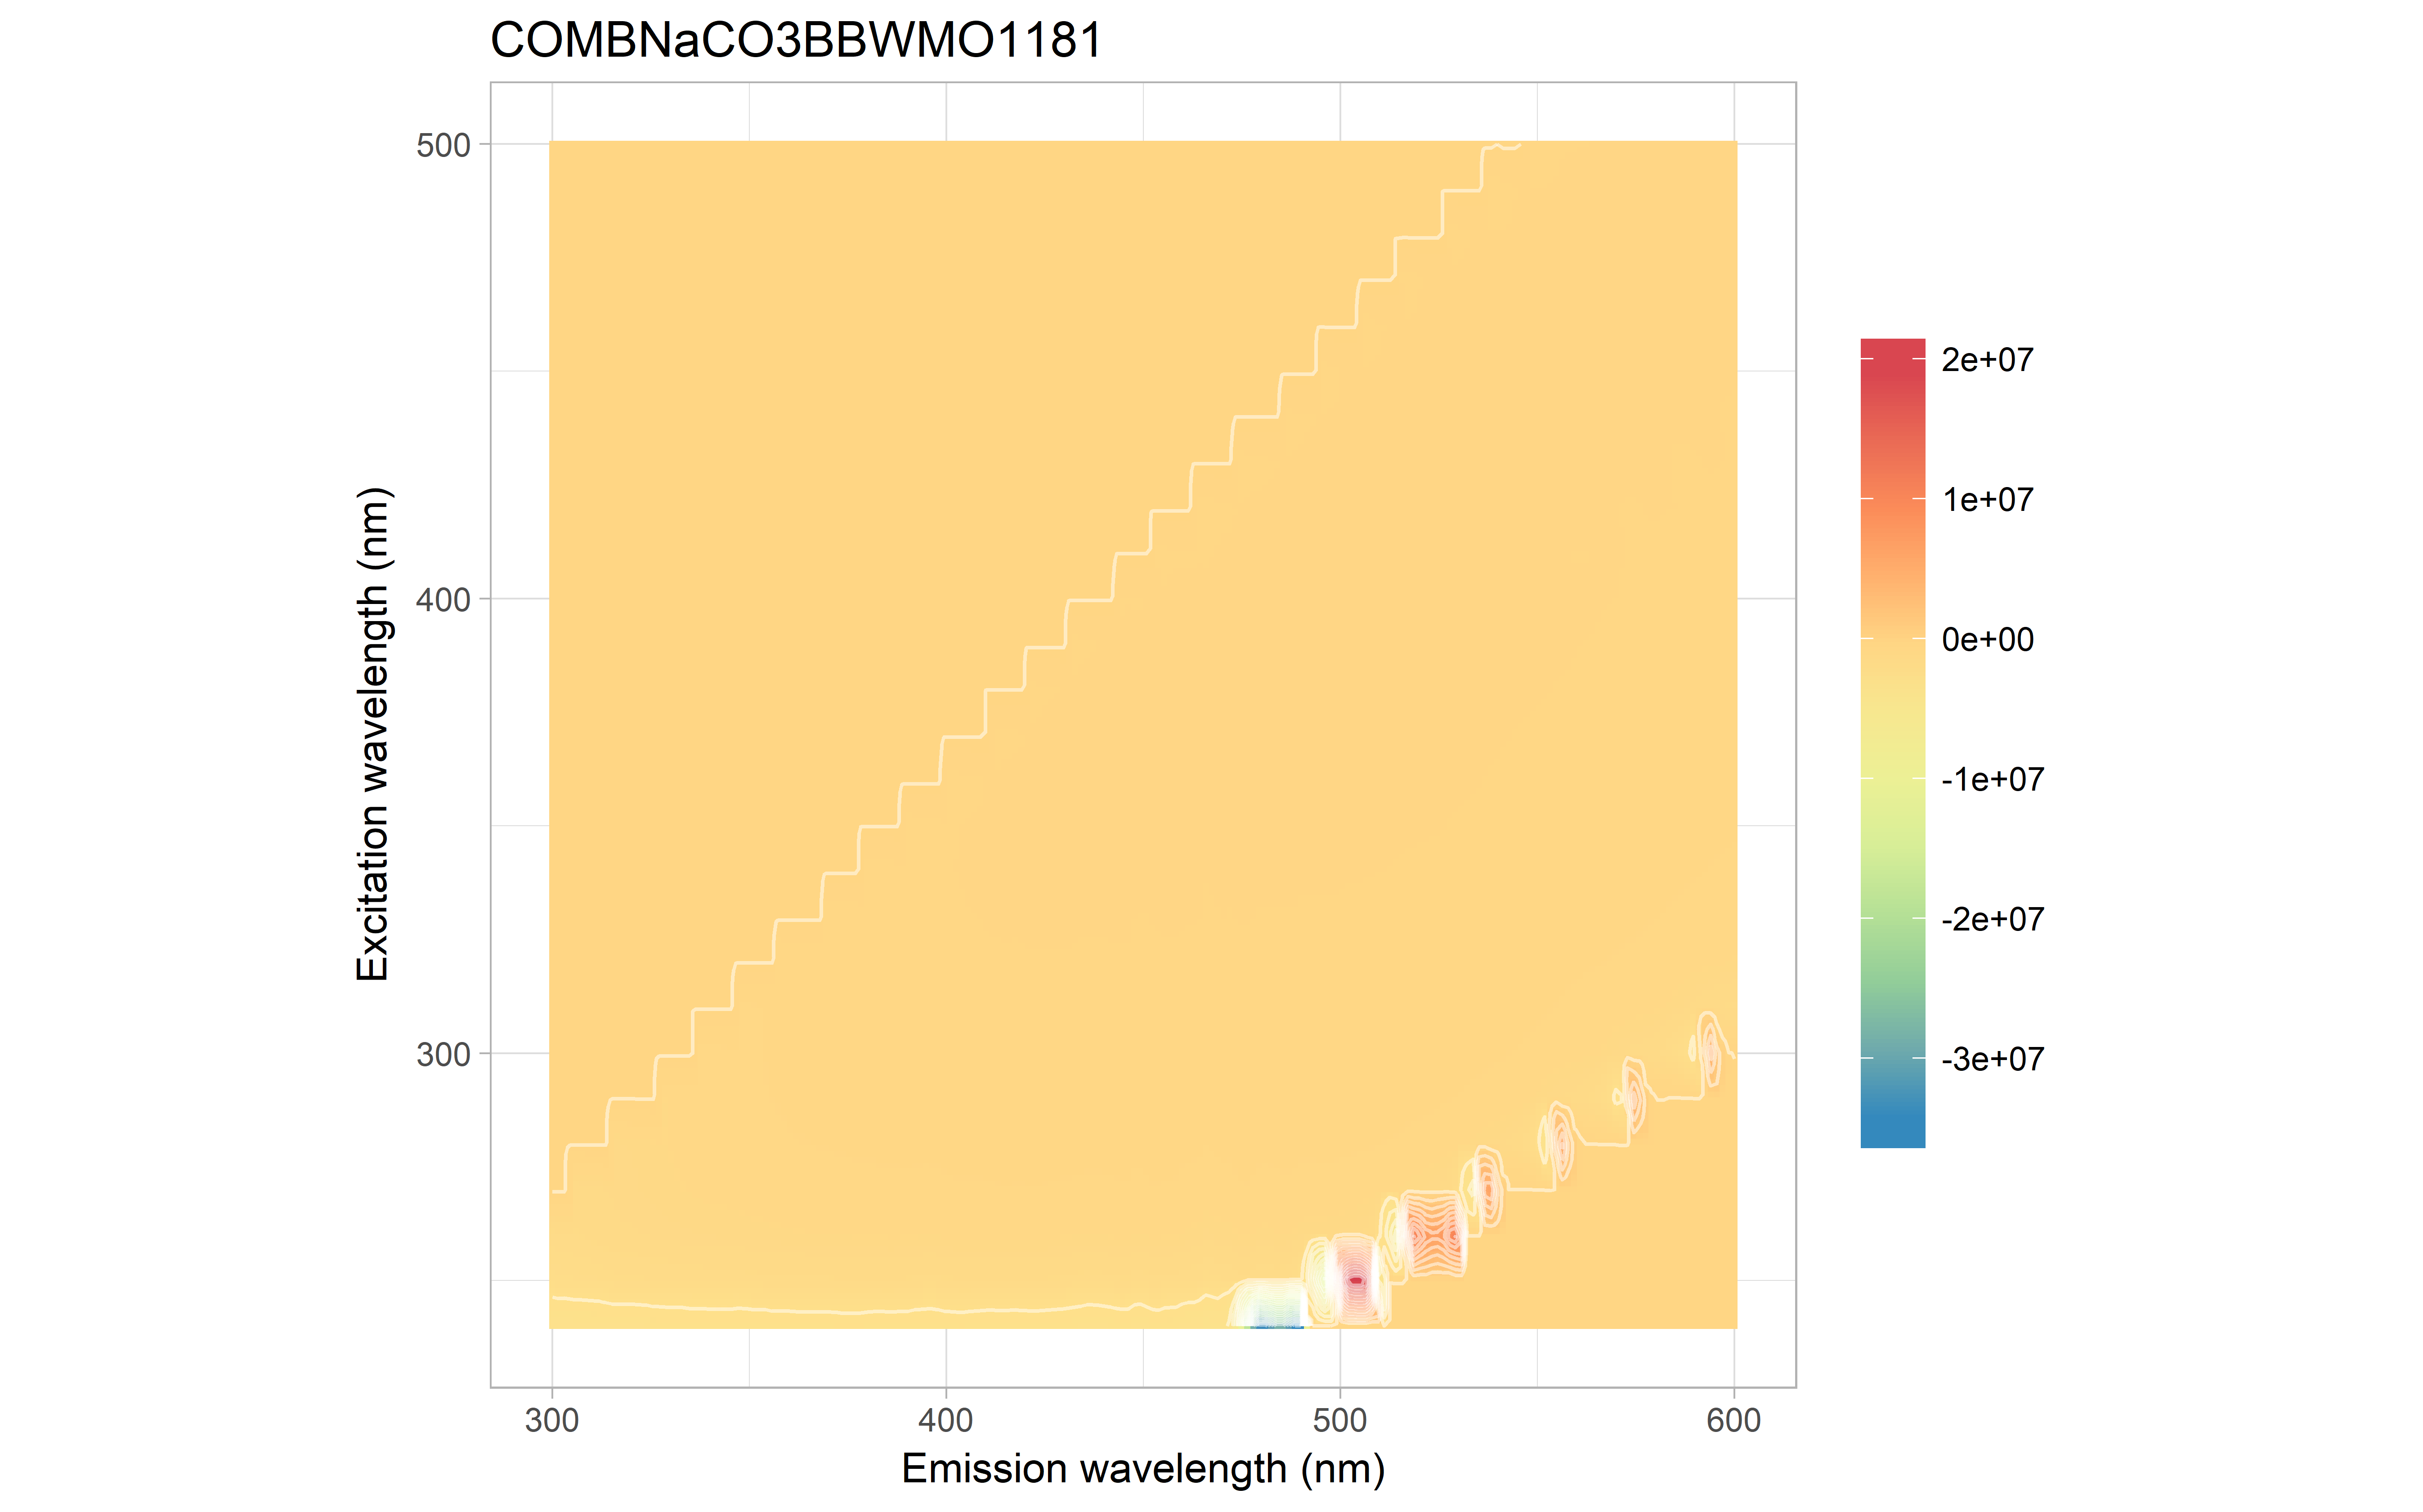 COMBNaCO3BBWMO1181
500
400
300
Excitation wavelength (nm)
300 400 500 600
Emission wavelength (nm)
2e+07
1e+07
0e+00
-1e+07
-2e+07
-3e+07